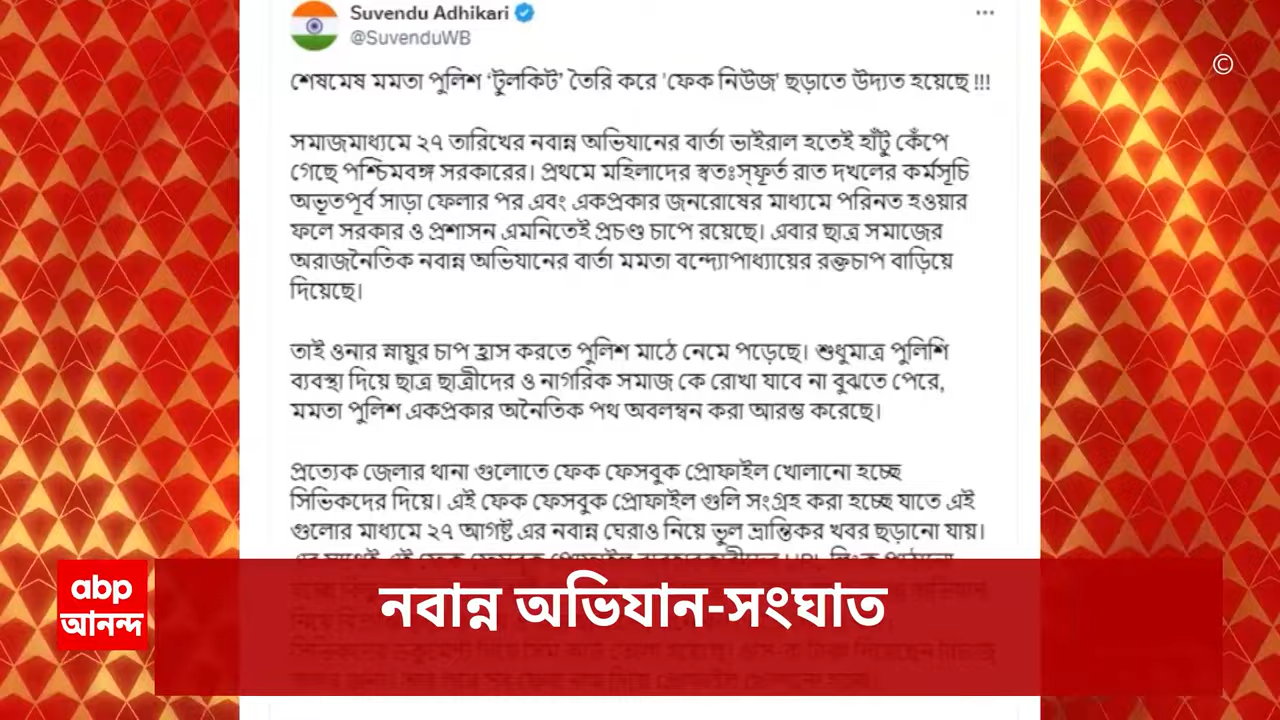 Suvendu Adhikari
@SuvenduWB
শেষমেষ মমতা পুলিশ ‘টুলকিট’ তৈরি করে 'ফেক নিউজ' ছড়াতে উদ্যত হয়েছে !!!
সমাজমাধ্যমে ২৭ তারিখের নবান্ন অভিযানের বার্তা ভাইরাল হতেই হাঁটু কেঁপে
গেছে পশ্চিমবঙ্গ সরকারের। প্রথমে মহিলাদের স্বতঃস্ফূর্ত রাত দখলের কর্মসূচি
অভূতপূর্ব সাড়া ফেলার পর এবং একপ্রকার জনরোষের মাধ্যমে পরিনত হওয়ার
ফলে সরকার ও প্রশাসন এমনিতেই প্রচণ্ড চাপে রয়েছে। এবার ছাত্র সমাজের
অরাজনৈতিক নবান্ন অভিযানের বার্তা মমতা বন্দ্যোপাধ্যায়ের রক্তচাপ বাড়িয়ে
দিয়েছে।
তাই ওনার স্নায়ুর চাপ হ্রাস করতে পুলিশ মাঠে নেমে পড়েছে। শুধুমাত্র পুলিশি
ব্যবস্থা দিয়ে ছাত্র ছাত্রীদের ও নাগরিক সমাজ কে রোখা যাবে না বুঝতে পেরে,
মমতা পুলিশ একপ্রকার অনৈতিক পথ অবলম্বন করা আরম্ভ করেছে।
প্রত্যেক জেলার থানা গুলোতে ফেক ফেসবুক প্রোফাইল খোলানো হচ্ছে
সিভিকদের দিয়ে। এই ফেক ফেসবুক প্রোফাইল গুলি সংগ্রহ করা হচ্ছে যাতে এই
গুলোর মাধ্যমে ২৭ আগষ্ট এর নবান্ন ঘেরাও নিয়ে ভুল ভ্রান্তিকর খবর ছড়ানো যায়।
abp
আনন্দ
নবান্ন অভিযান-সংঘাত
©